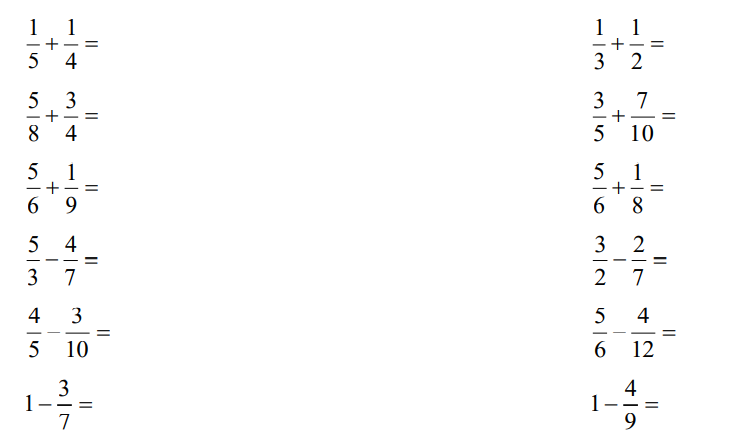 1/5 + 1/4 = 1/3 + 1/2 =
5/8 + 3/4 = 3/5 + 7/10 =
5/6 + 1/9 = 5/6 + 1/8 =
5/3 − 4/7 = 3/2 − 2/7 =
4/5 − 3/10 = 5/6 − 4/12 =
1 − 3/7 = 1 − 4/9 =